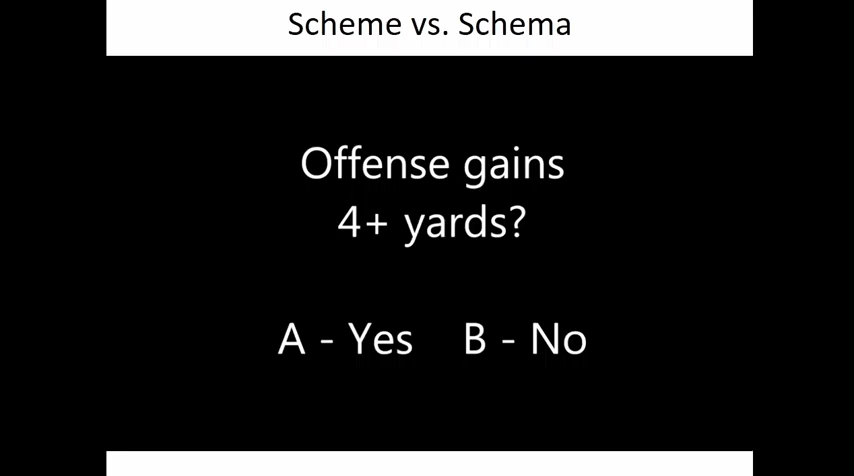 Scheme vs. Schema
Offense gains
4+ yards?
A - Yes B - No